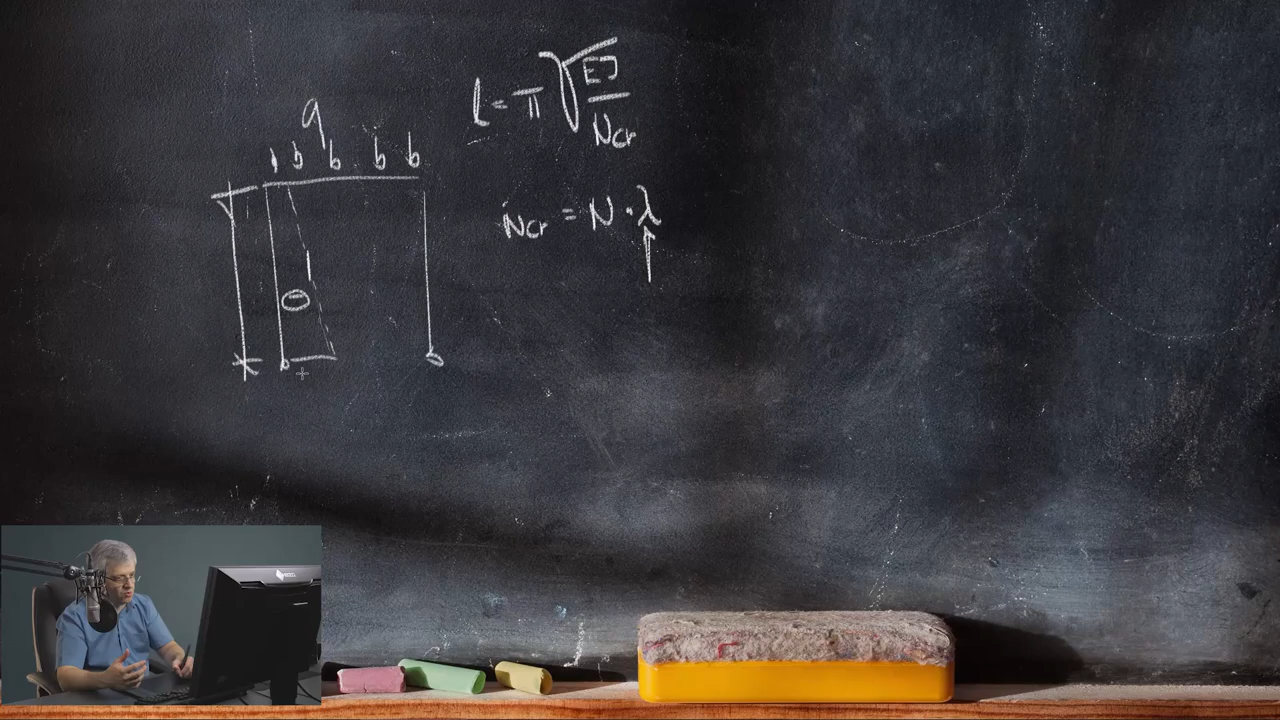 l = π √(EJ / Ncr)
q
Ncr = N · λ